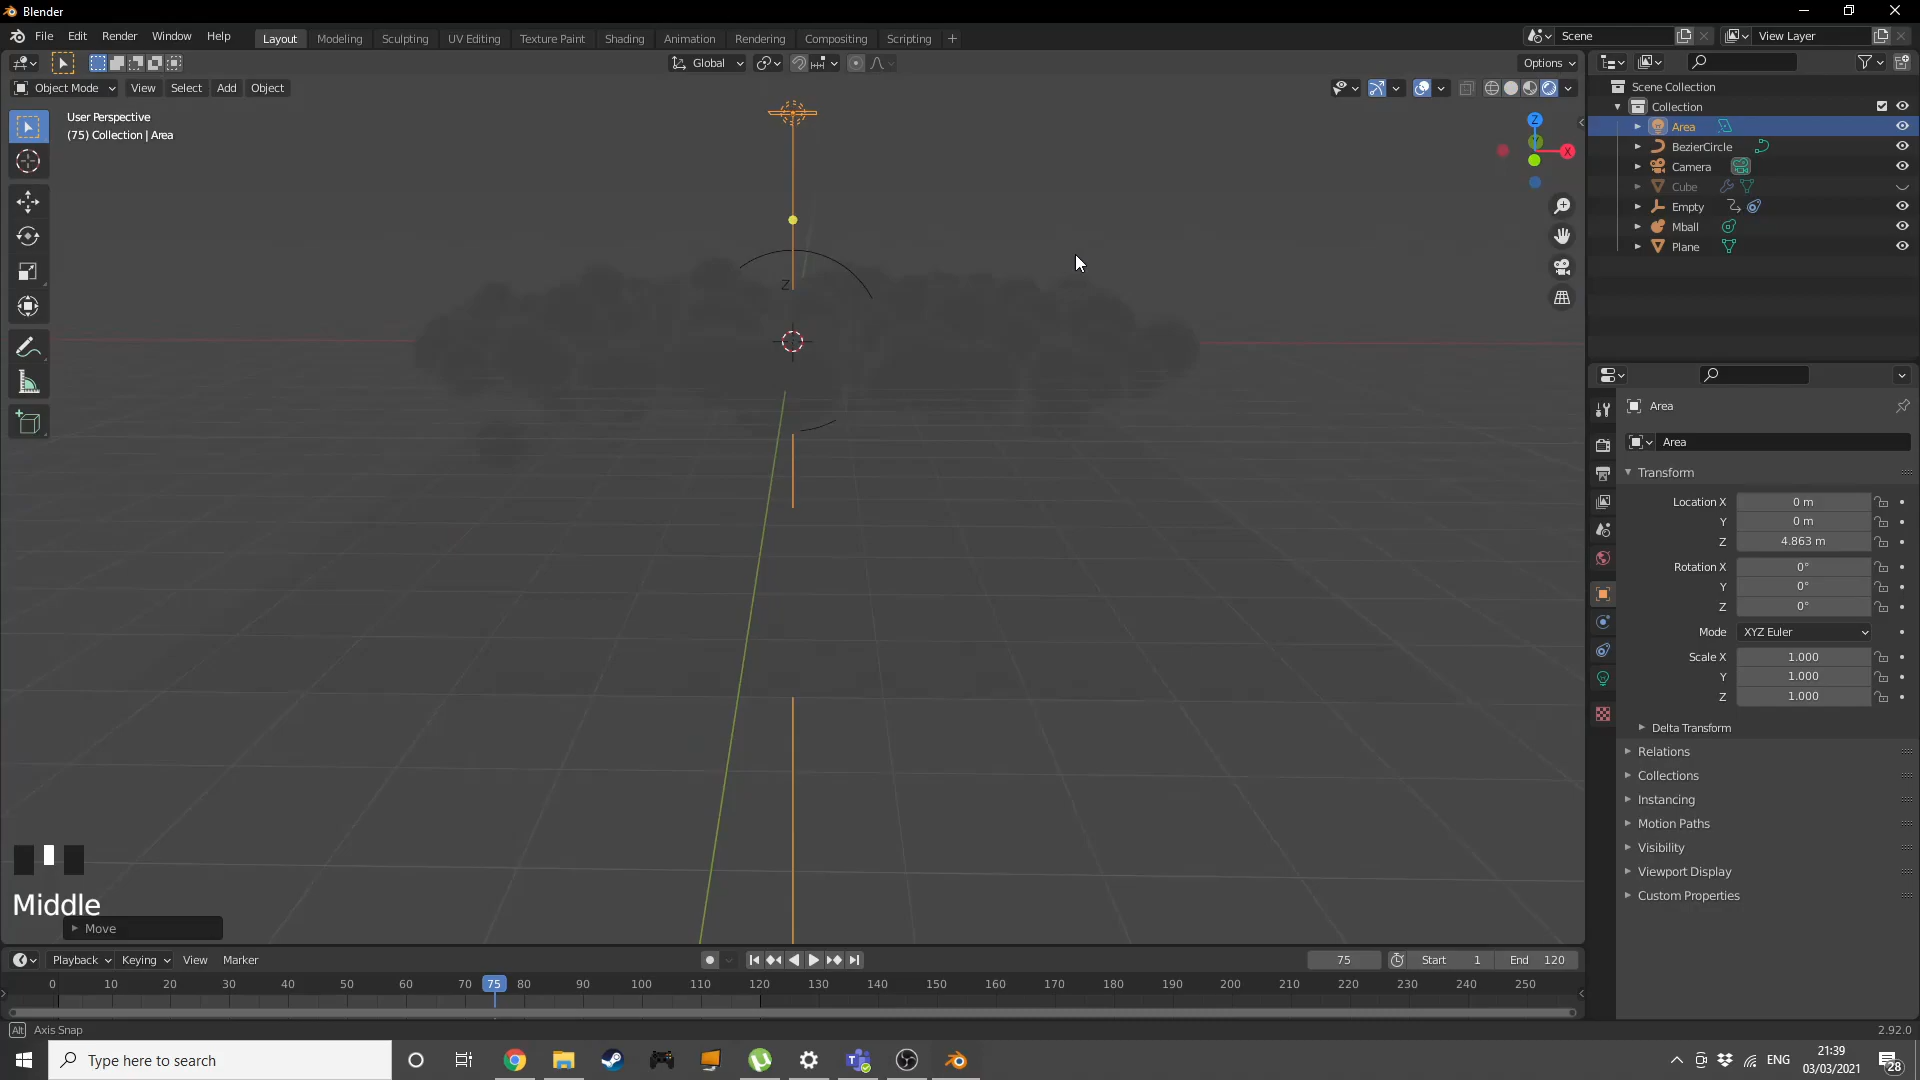 Blender
File Edit Render Window Help
Layout Modeling Sculpting UV Editing Texture Paint Shading Animation Rendering Compositing Scripting +
Scene
View Layer
Global
Options
Object Mode View Select Add Object
User Perspective
(75) Collection | Area
Z
X
Z
Scene Collection
Collection
Area
BezierCircle
Camera
Cube
Empty
Mball
Plane
Area
Area
Transform
Location X 0 m
Y 0 m
Z 4.863 m
Rotation X 0°
Y 0°
Z 0°
Mode XYZ Euler
Scale X 1.000
Y 1.000
Z 1.000
Delta Transform
Relations
Collections
Instancing
Motion Paths
Visibility
Viewport Display
Custom Properties
Middle
Move
Playback Keying View Marker
75 Start 1 End 120
0 10 20 30 40 50 60 70 75 80 90 100 110 120 130 140 150 160 170 180 190 200 210 220 230 240 250
Alt Axis Snap
2.92.0
Type here to search
ENG
21:39
03/03/2021
28